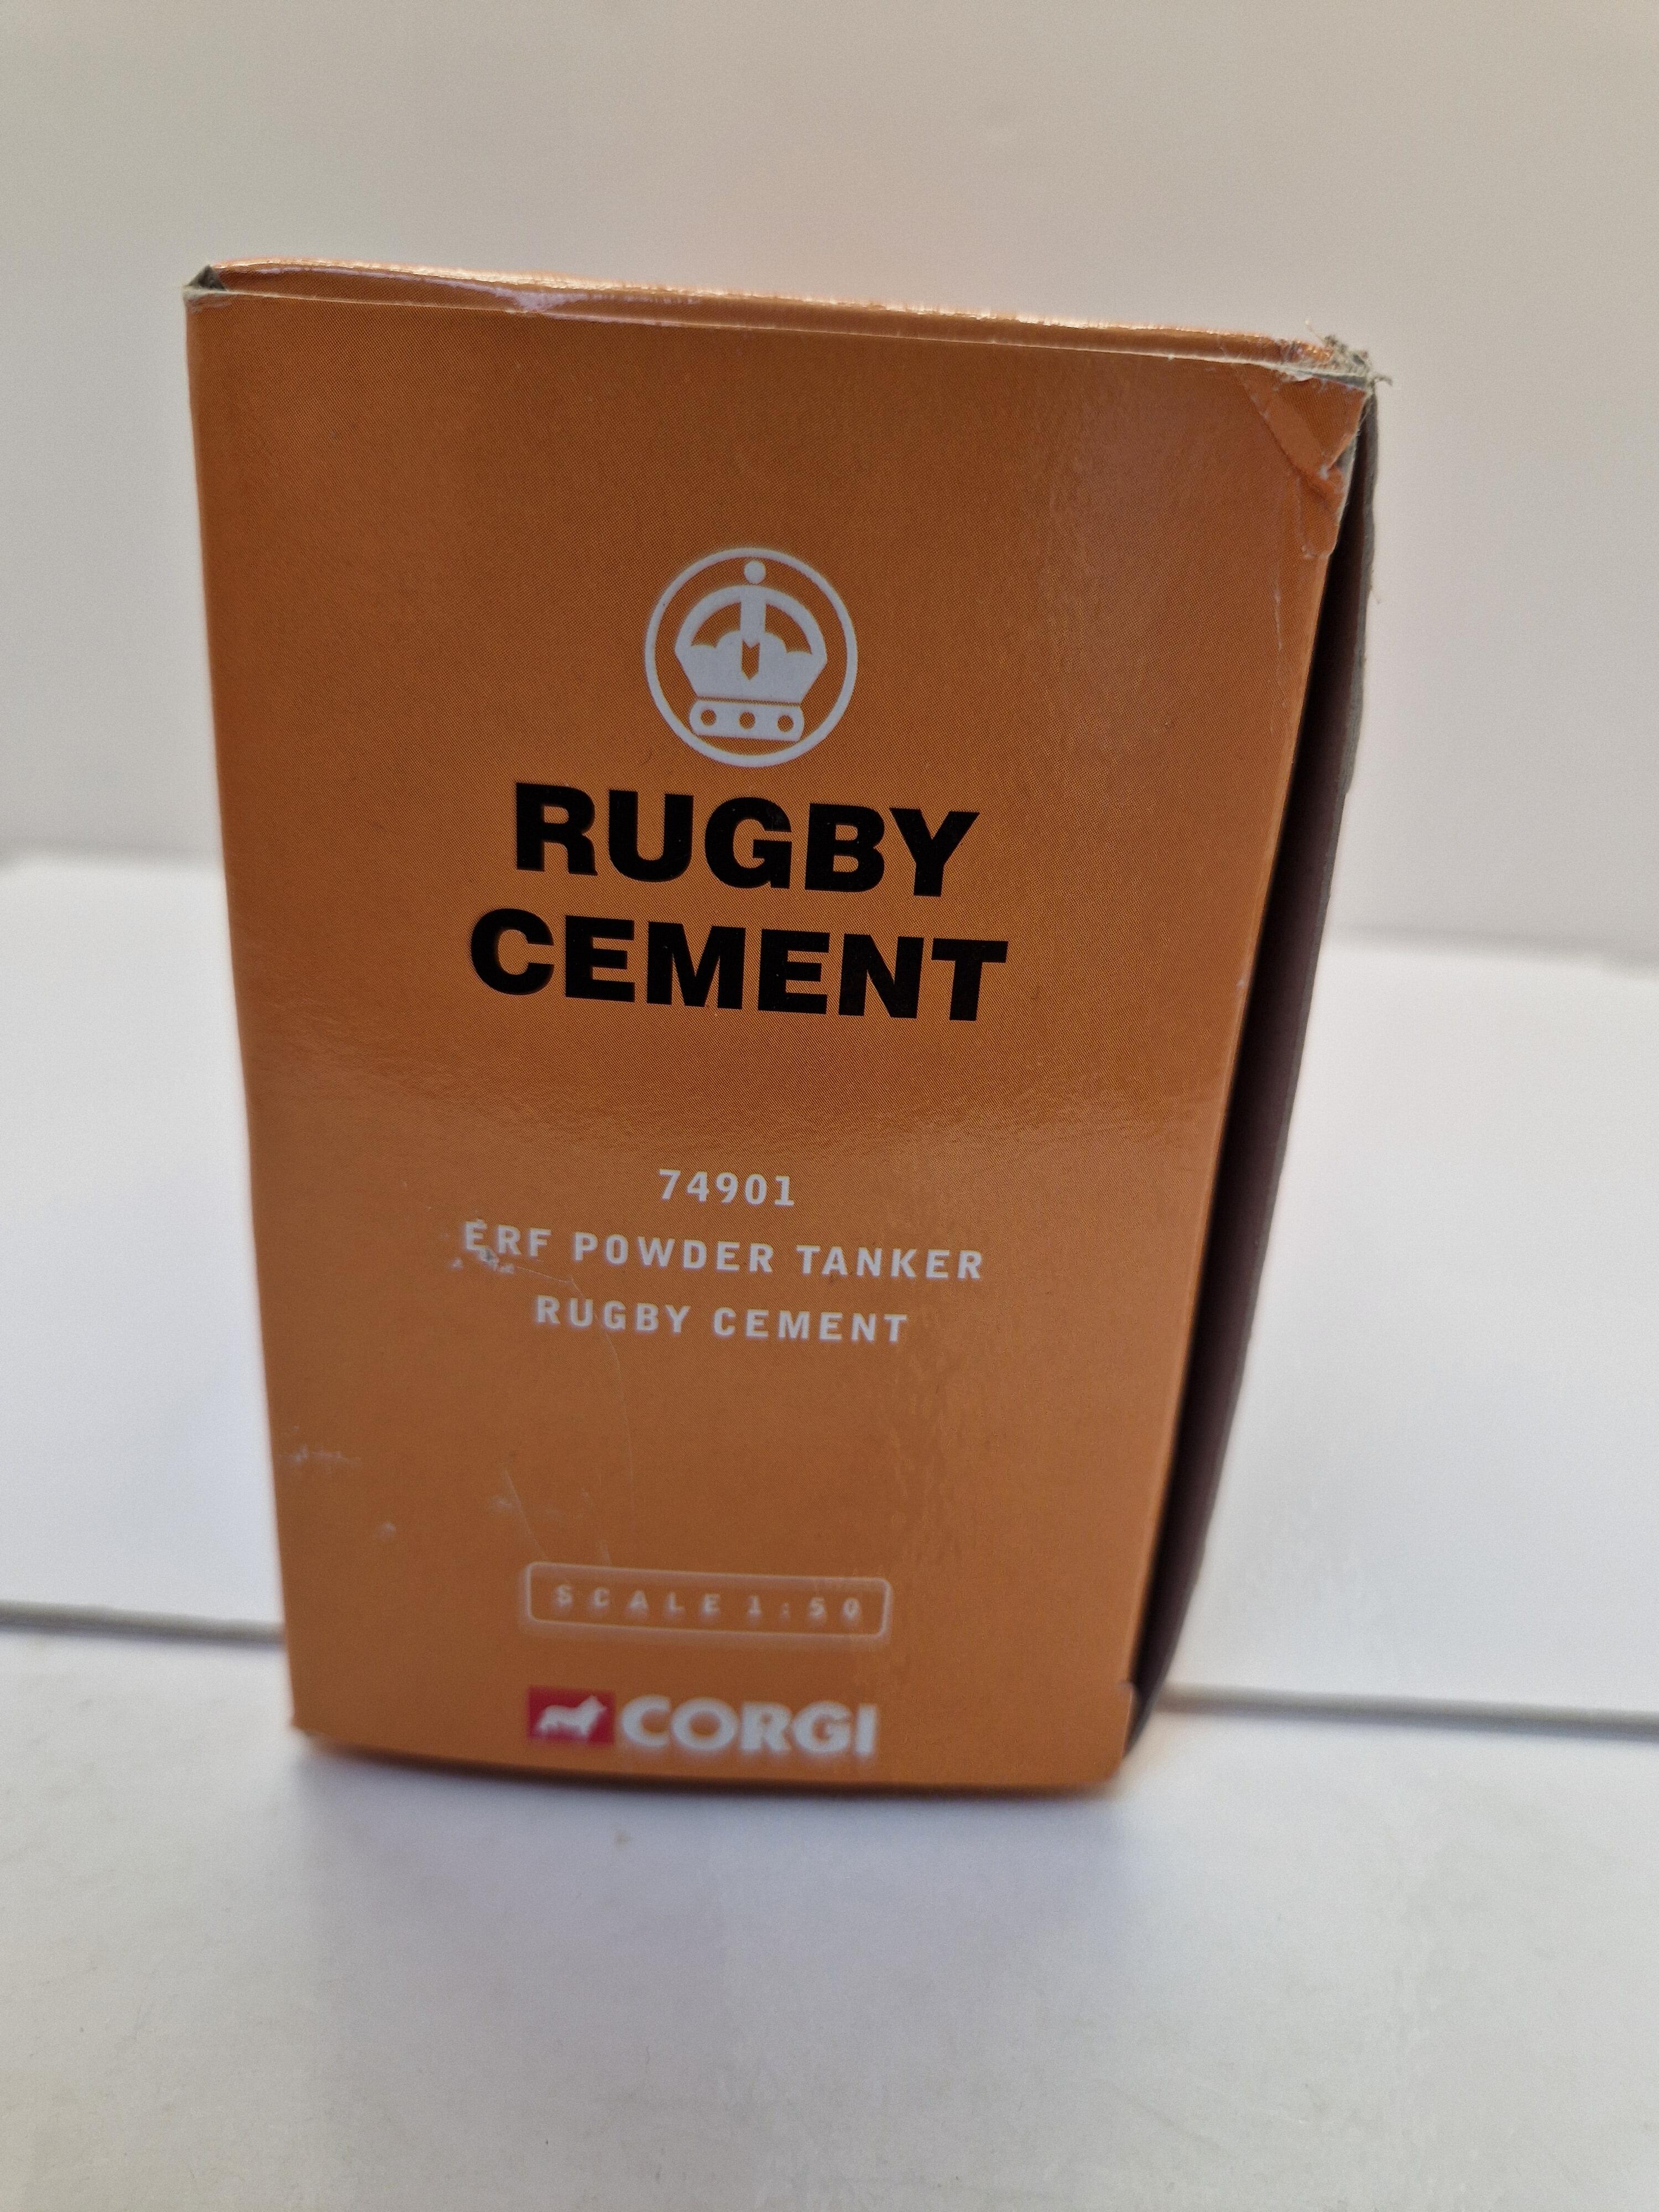 RUGBY
CEMENT
74901
ERF POWDER TANKER
RUGBY CEMENT
SCALE 1:50
CORGI